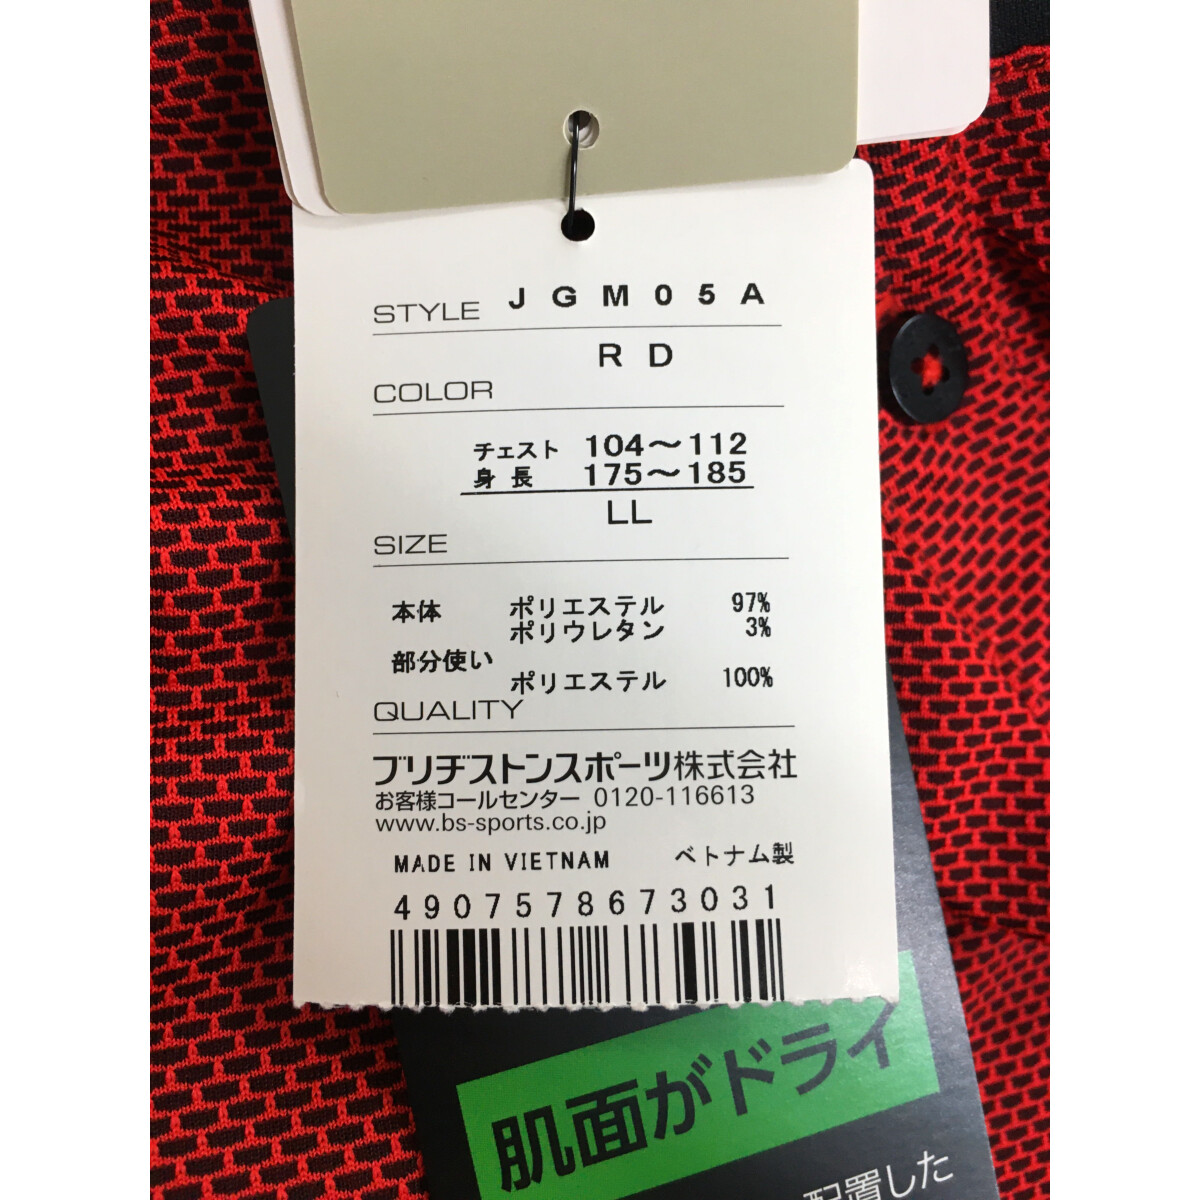 STYLE JGM05A
RD
COLOR
チェスト 104～112
身長 175～185
LL
SIZE
本体 ポリエステル 97%
ポリウレタン 3%
部分使い
ポリエステル 100%
QUALITY
ブリヂストンスポーツ株式会社
お客様コールセンター 0120-116613
www.bs-sports.co.jp
MADE IN VIETNAM ベトナム製
4907578673031
肌面がドライ
配置した